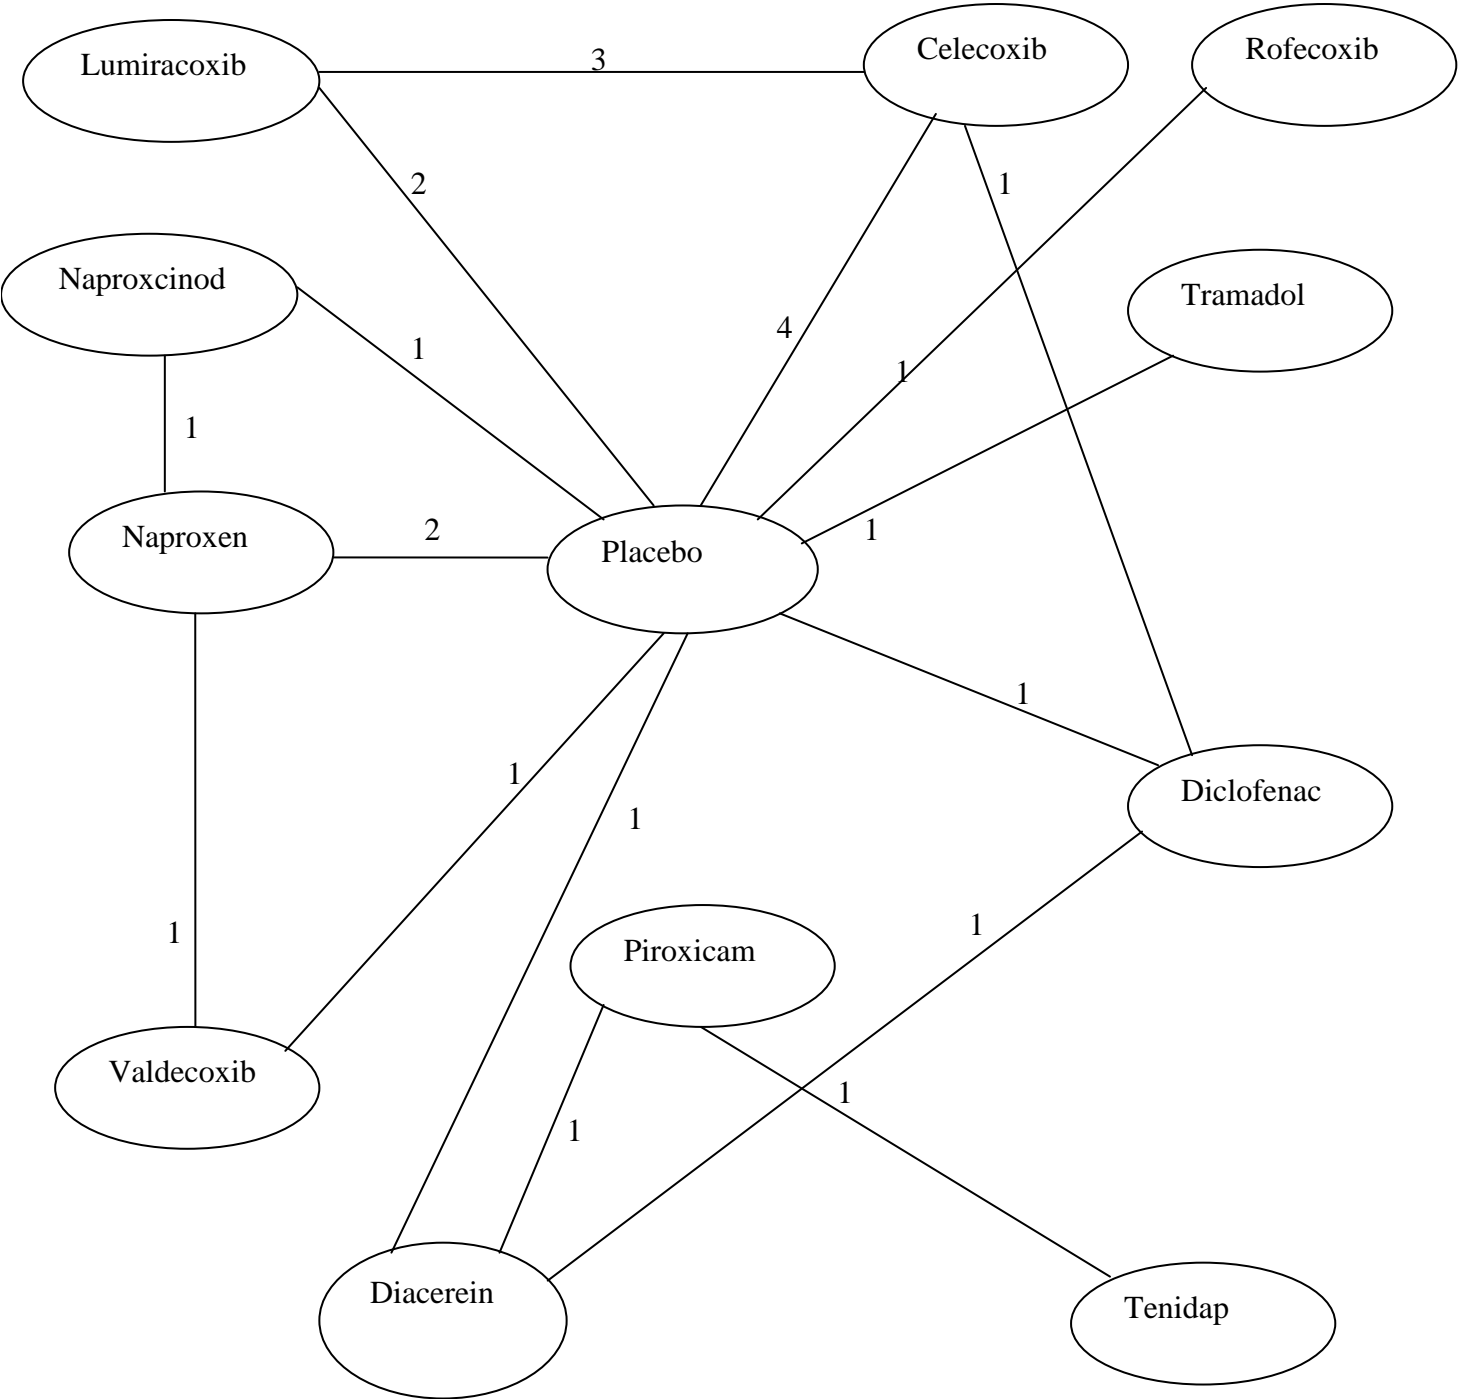 Lumiracoxib
3
Celecoxib
Rofecoxib
2
1
Naproxcinod
Tramadol
4
1
1
1
Naproxen
2
1
Placebo
1
1
1
Diclofenac
1
1
1
Piroxicam
Valdecoxib
1
1
Diacerein
Tenidap